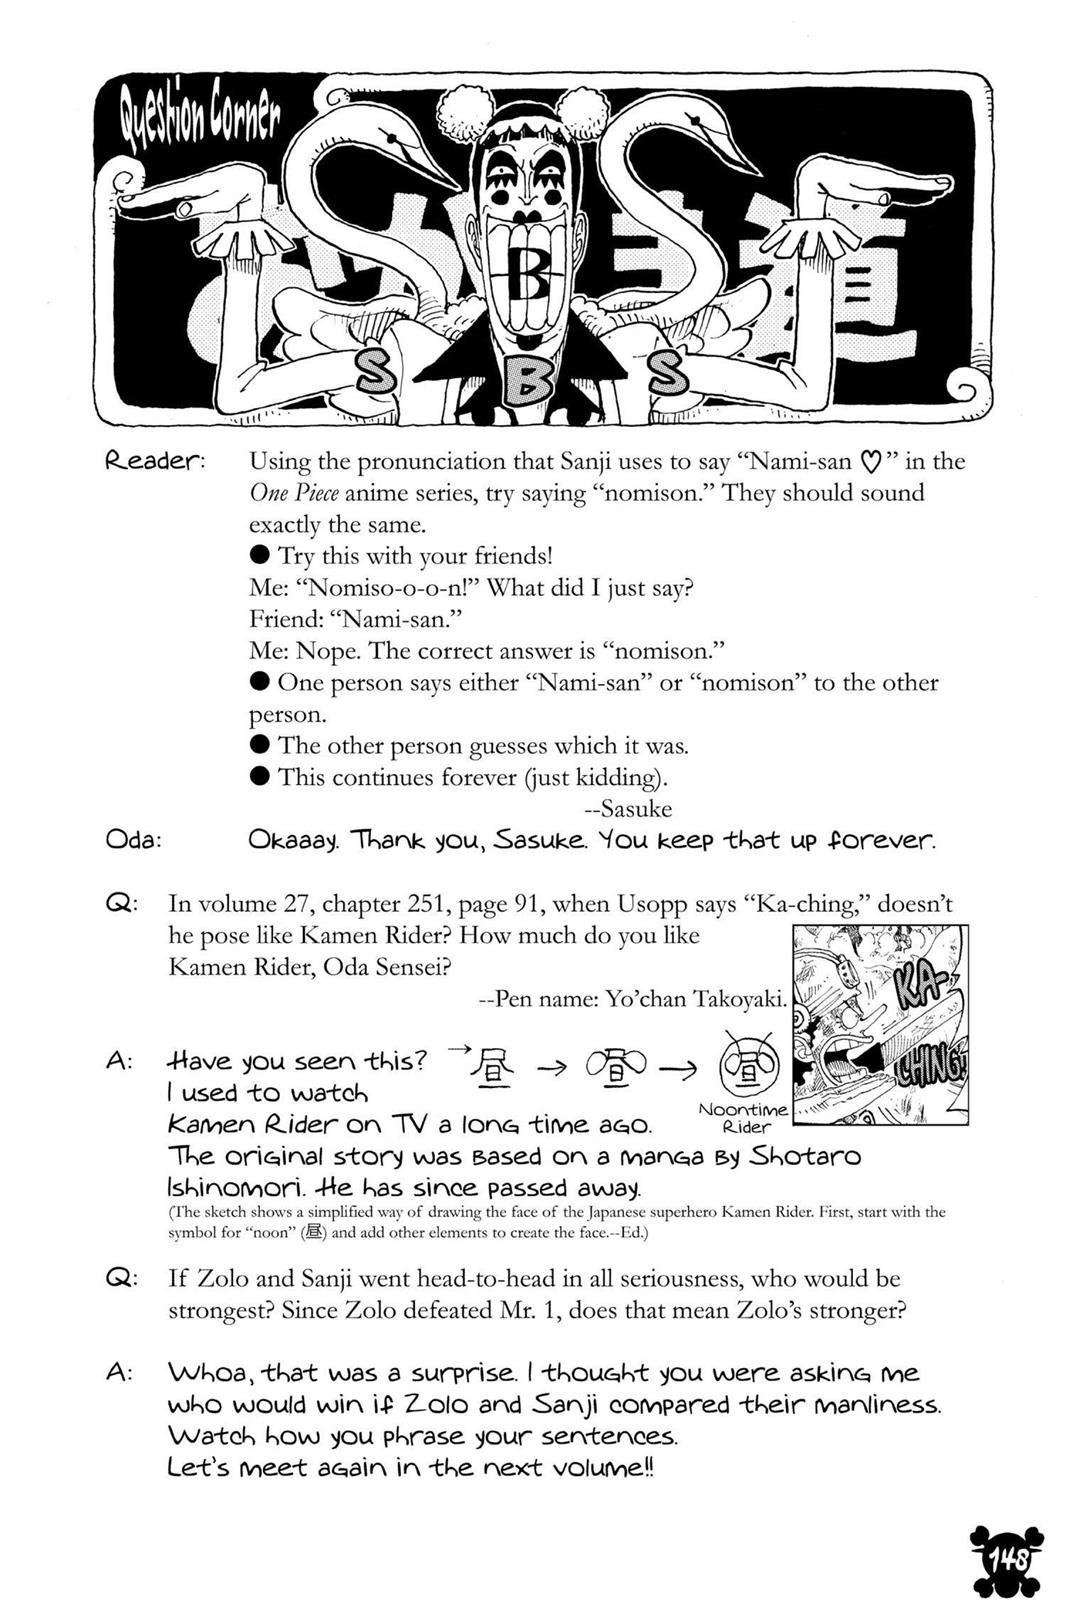 Question Corner
B
S B S
Reader: Using the pronunciation that Sanji uses to say “Nami-san ♡” in the
One Piece anime series, try saying “nomison.” They should sound
exactly the same.
● Try this with your friends!
Me: “Nomiso-o-o-n!” What did I just say?
Friend: “Nami-san.”
Me: Nope. The correct answer is “nomison.”
● One person says either “Nami-san” or “nomison” to the other
person.
● The other person guesses which it was.
● This continues forever (just kidding).
--Sasuke
Oda: Okaaay. Thank you, Sasuke. You keep that up forever.
Q: In volume 27, chapter 251, page 91, when Usopp says “Ka-ching,” doesn’t
he pose like Kamen Rider? How much do you like
Kamen Rider, Oda Sensei?
--Pen name: Yo’chan Takoyaki.
KA-
CHING!
A: Have you seen this? → 昼 → 昼 → 昼
I used to watch
Noontime
Rider
Kamen Rider on TV a long time ago.
The original story was based on a manga by Shotaro
Ishinomori. He has since passed away.
(The sketch shows a simplified way of drawing the face of the Japanese superhero Kamen Rider. First, start with the
symbol for “noon” (昼) and add other elements to create the face.--Ed.)
Q: If Zolo and Sanji went head-to-head in all seriousness, who would be
strongest? Since Zolo defeated Mr. 1, does that mean Zolo’s stronger?
A: Whoa, that was a surprise. I thought you were asking me
who would win if Zolo and Sanji compared their manliness.
Watch how you phrase your sentences.
Let’s meet again in the next volume!!
148